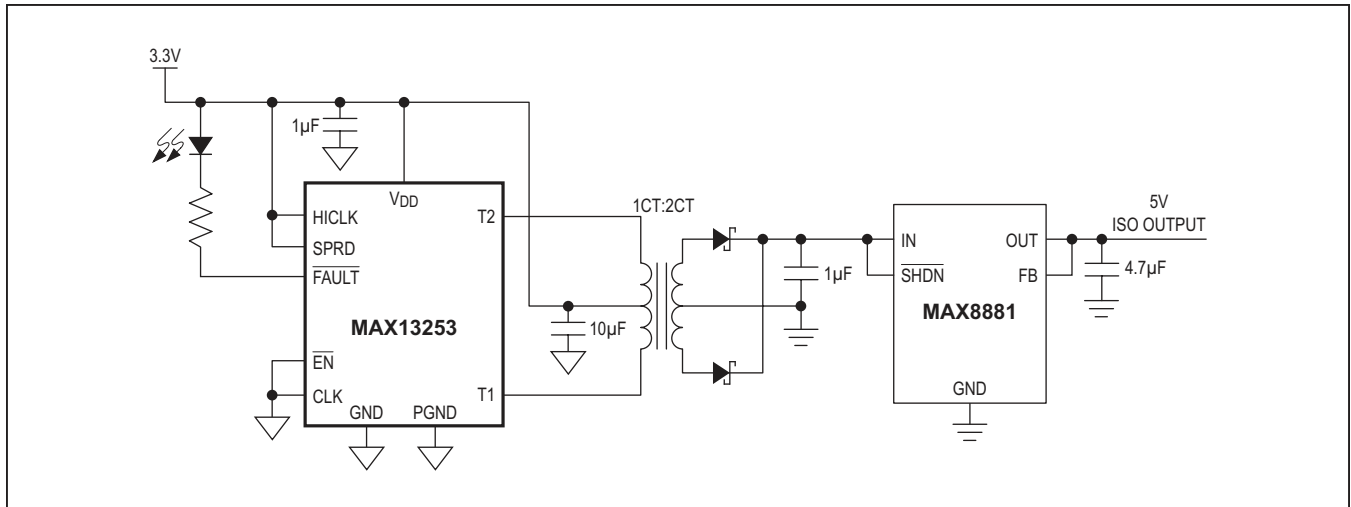 3.3V
1µF
VDD
HICLK
SPRD
FAULT
T2
MAX13253
EN
CLK
T1
GND
PGND
10µF
1CT:2CT
1µF
IN
SHDN
OUT
FB
MAX8881
GND
5V
ISO OUTPUT
4.7µF